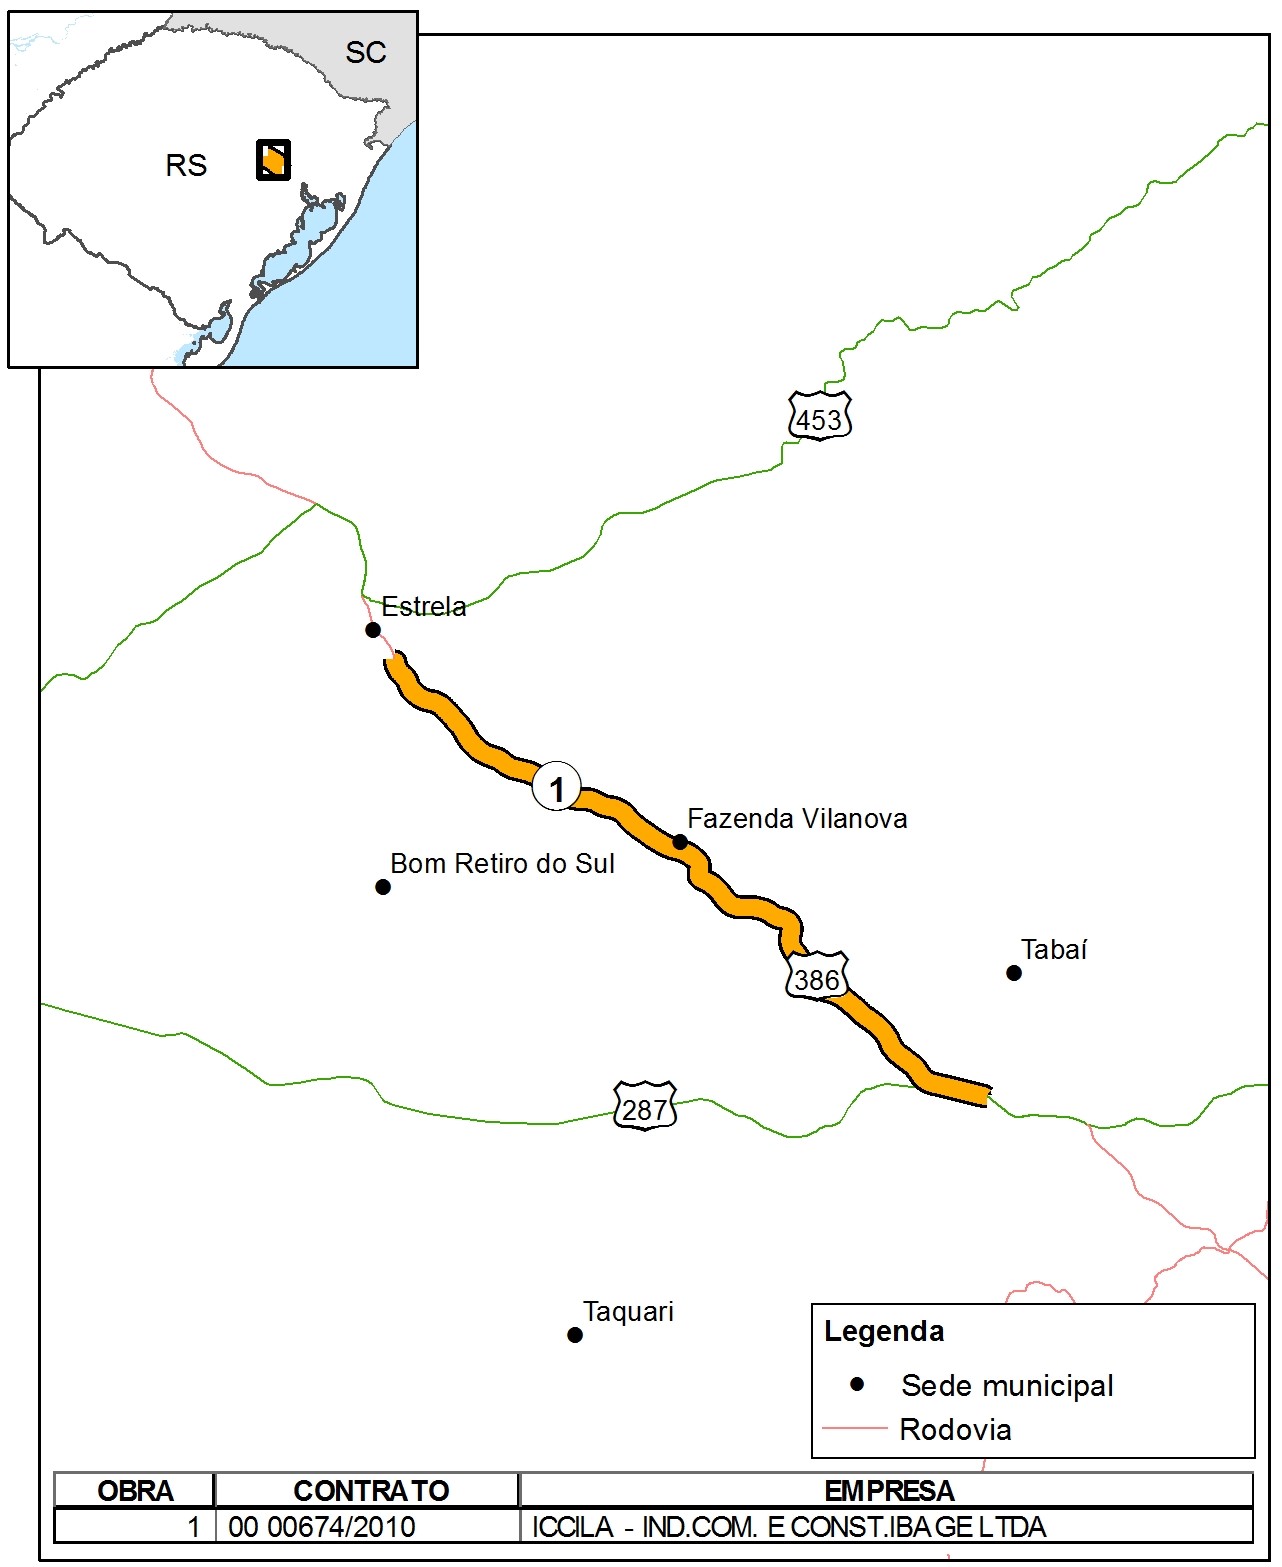 SC
RS
453
Estrela
1
Fazenda Vilanova
Bom Retiro do Sul
Tabaí
386
287
Taquari
Legenda
Sede municipal
Rodovia
OBRA CONTRATO EMPRESA
1 00 00674/2010 ICCILA - IND.COM. E CONST.IBAGE LTDA